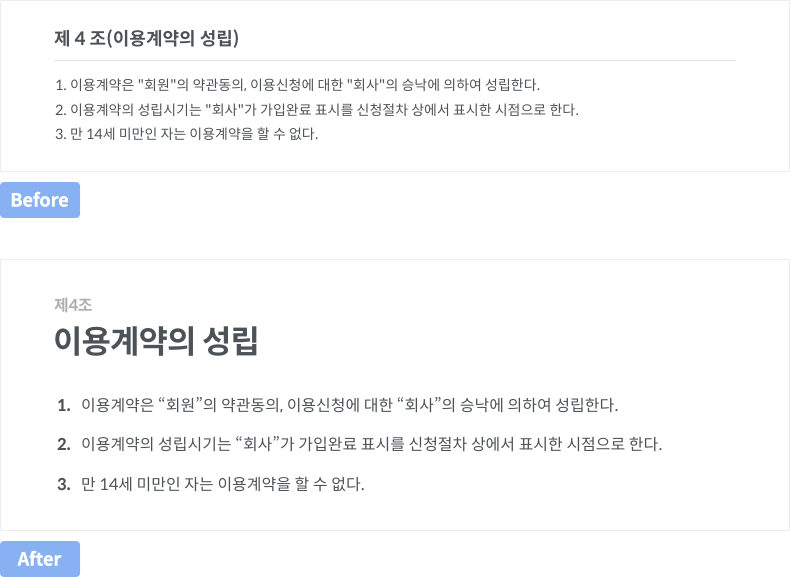 제 4 조(이용계약의 성립)
1. 이용계약은 "회원"의 약관동의, 이용신청에 대한 "회사"의 승낙에 의하여 성립한다.
2. 이용계약의 성립시기는 "회사"가 가입완료 표시를 신청절차 상에서 표시한 시점으로 한다.
3. 만 14세 미만인 자는 이용계약을 할 수 없다.
Before
제4조
이용계약의 성립
1. 이용계약은 “회원”의 약관동의, 이용신청에 대한 “회사”의 승낙에 의하여 성립한다.
2. 이용계약의 성립시기는 “회사”가 가입완료 표시를 신청절차 상에서 표시한 시점으로 한다.
3. 만 14세 미만인 자는 이용계약을 할 수 없다.
After